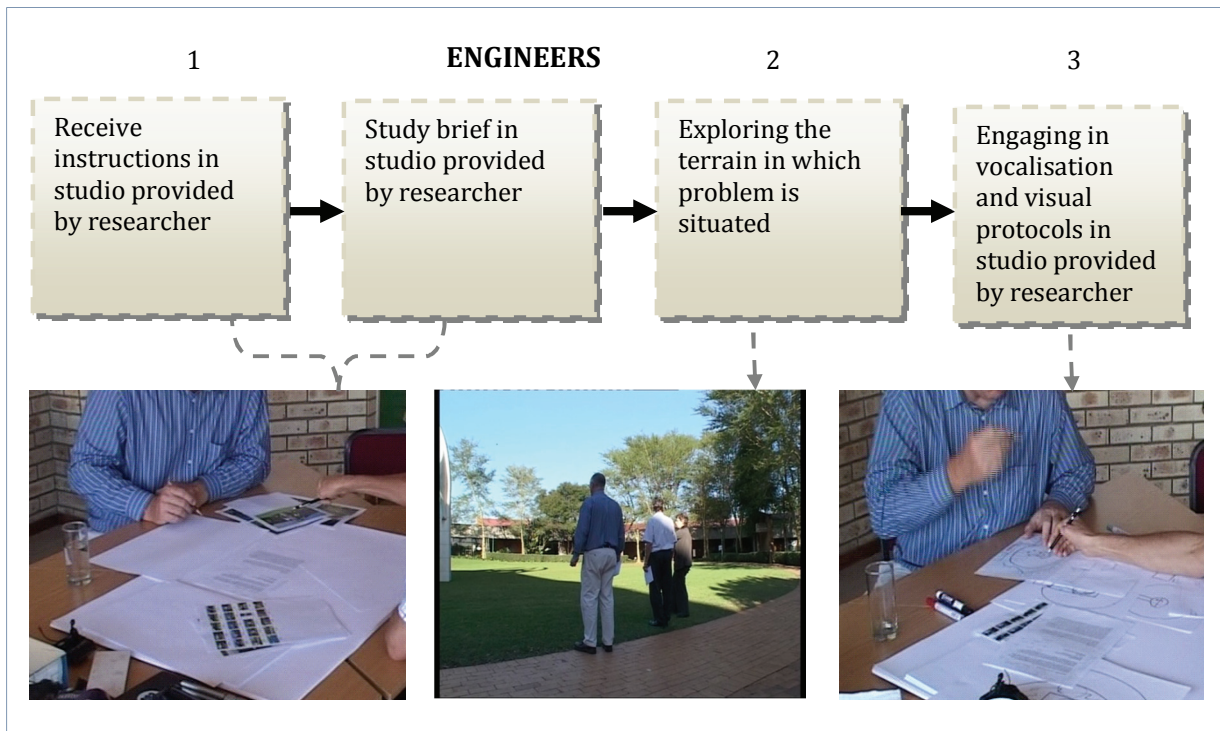 1
ENGINEERS
2
3
Receive
instructions in
studio provided
by researcher
Study brief in
studio provided
by researcher
Exploring the
terrain in which
problem is
situated
Engaging in
vocalisation
and visual
protocols in
studio provided
by researcher